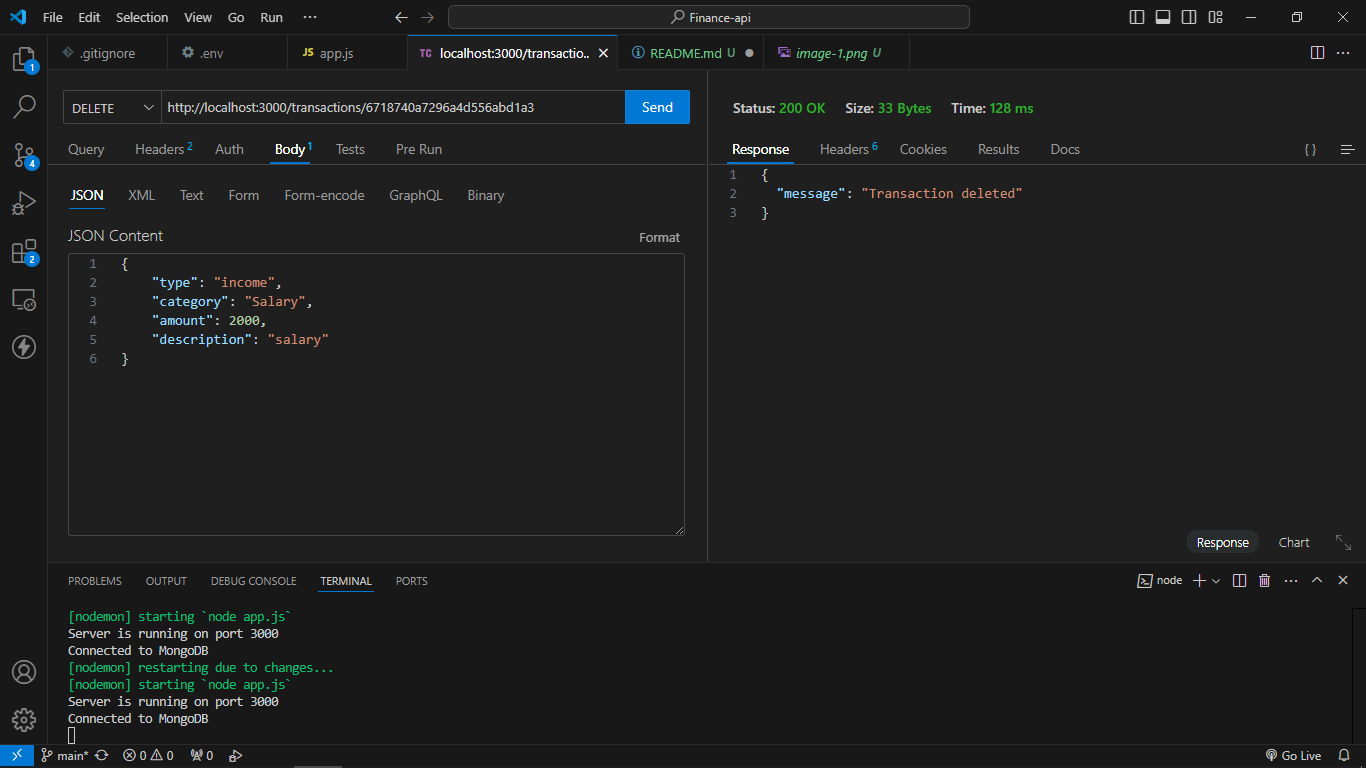 File Edit Selection View Go Run ··· Finance-api
.gitignore .env JS app.js TC localhost:3000/transactio.. README.md U image-1.png U
1
DELETE http://localhost:3000/transactions/6718740a7296a4d556abd1a3 Send
Status: 200 OK Size: 33 Bytes Time: 128 ms
Query Headers 2 Auth Body 1 Tests Pre Run
Response Headers 6 Cookies Results Docs { }
4
JSON XML Text Form Form-encode GraphQL Binary
1 {
2 "message": "Transaction deleted"
3 }
JSON Content
Format
2
1 {
2 "type": "income",
3 "category": "Salary",
4 "amount": 2000,
5 "description": "salary"
6 }
Response Chart
PROBLEMS OUTPUT DEBUG CONSOLE TERMINAL PORTS node
[nodemon] starting `node app.js`
Server is running on port 3000
Connected to MongoDB
[nodemon] restarting due to changes...
[nodemon] starting `node app.js`
Server is running on port 3000
Connected to MongoDB
main* 0 0 0 Go Live